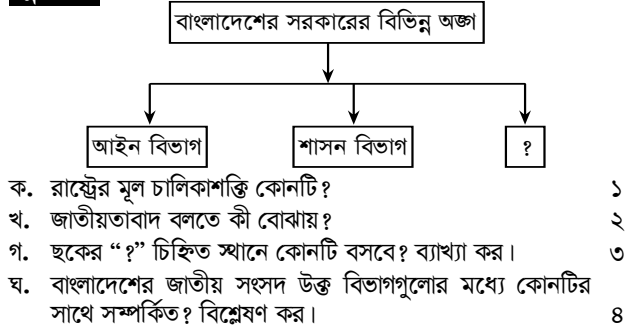 বাংলাদেশের সরকারের বিভিন্ন অঙ্গ
আইন বিভাগ শাসন বিভাগ ?
ক. রাষ্ট্রের মূল চালিকাশক্তি কোনটি? ১
খ. জাতীয়তাবাদ বলতে কী বোঝায়? ২
গ. ছকের “?” চিহ্নিত স্থানে কোনটি বসবে? ব্যাখ্যা কর। ৩
ঘ. বাংলাদেশের জাতীয় সংসদ উক্ত বিভাগগুলোর মধ্যে কোনটির
সাথে সম্পর্কিত? বিশ্লেষণ কর। ৪